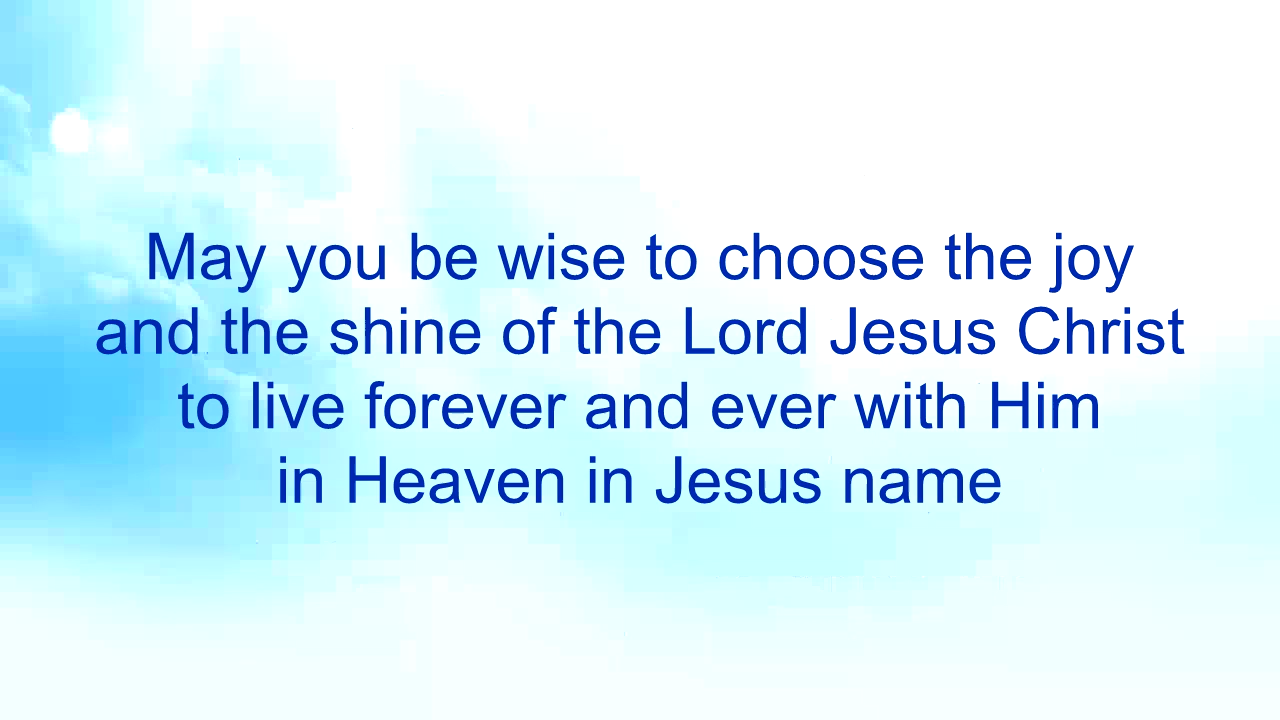 May you be wise to choose the joy
and the shine of the Lord Jesus Christ
to live forever and ever with Him
in Heaven in Jesus name